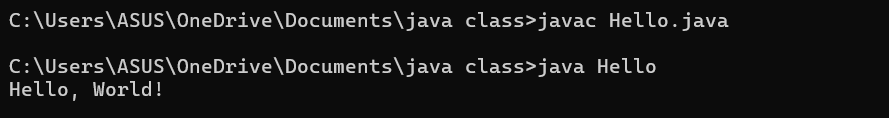 C:\Users\ASUS\OneDrive\Documents\java class>javac Hello.java
C:\Users\ASUS\OneDrive\Documents\java class>java Hello
Hello, World!